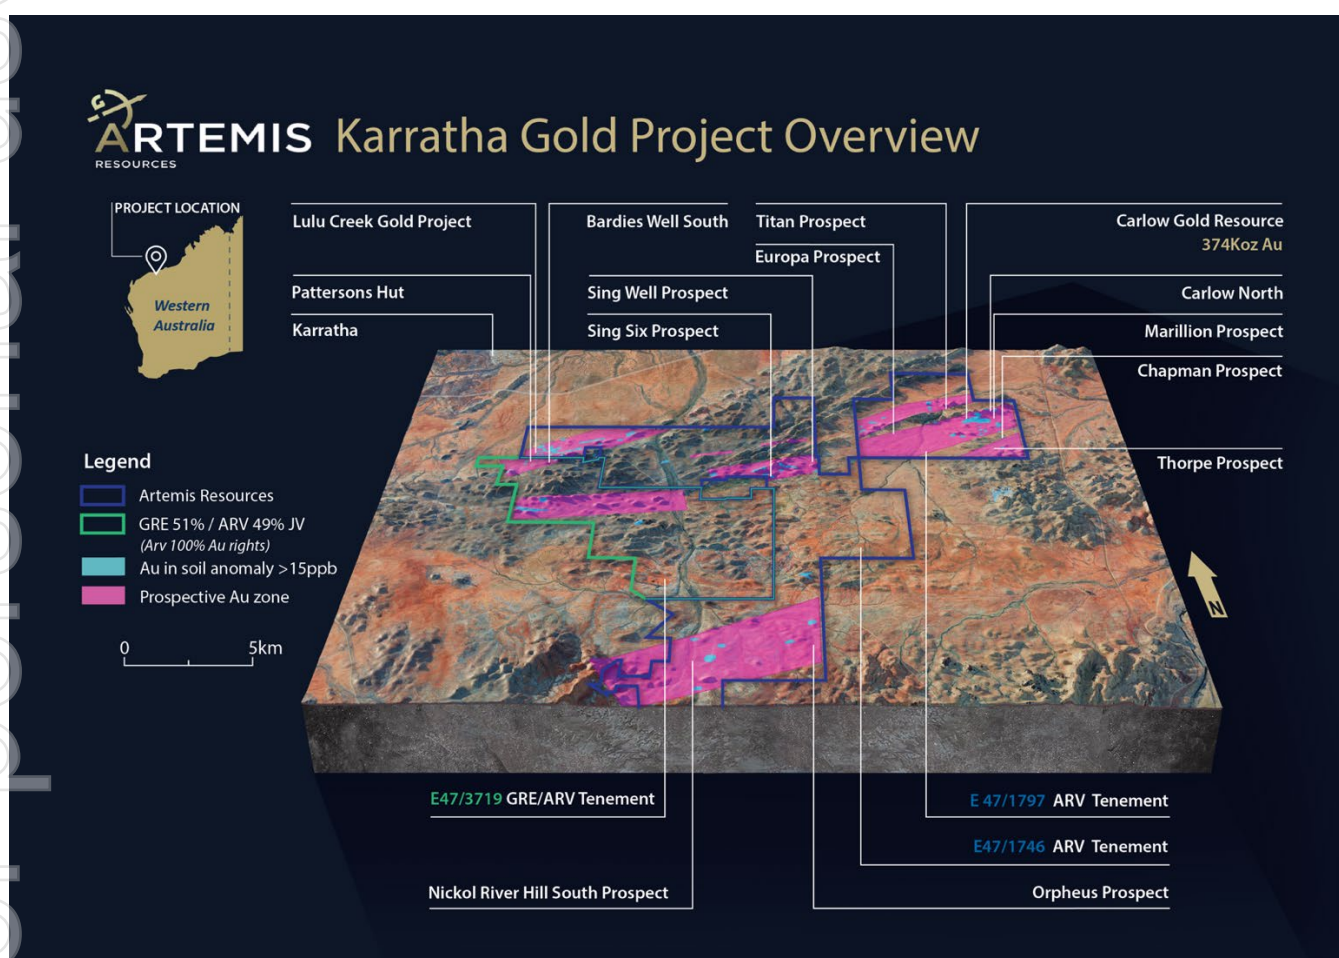 ARTEMIS
RESOURCES
Karratha Gold Project Overview
PROJECT LOCATION
Western
Australia
Lulu Creek Gold Project
Bardies Well South
Titan Prospect
Carlow Gold Resource
374Koz Au
Europa Prospect
Pattersons Hut
Sing Well Prospect
Carlow North
Karratha
Sing Six Prospect
Marillion Prospect
Chapman Prospect
Thorpe Prospect
Legend
Artemis Resources
GRE 51% / ARV 49% JV
(Arv 100% Au rights)
Au in soil anomaly >15ppb
Prospective Au zone
0 5km
N
E47/3719 GRE/ARV Tenement
E 47/1797 ARV Tenement
E47/1746 ARV Tenement
Nickol River Hill South Prospect
Orpheus Prospect